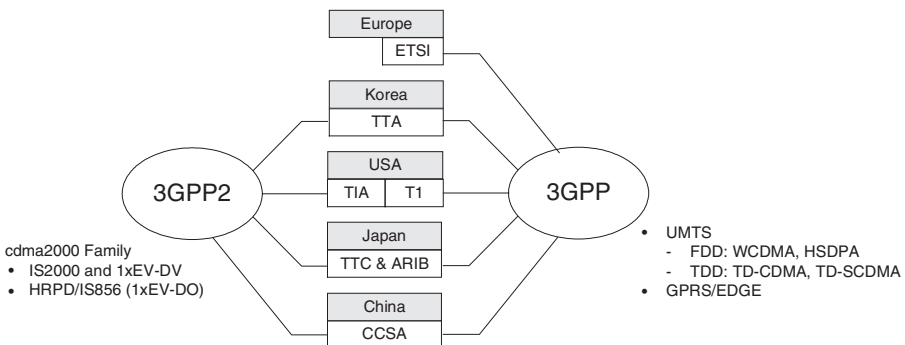 Europe
ETSI
Korea
TTA
USA
TIA T1
Japan
TTC & ARIB
China
CCSA
3GPP2
3GPP
cdma2000 Family
• IS2000 and 1xEV-DV
• HRPD/IS856 (1xEV-DO)
• UMTS
- FDD: WCDMA, HSDPA
- TDD: TD-CDMA, TD-SCDMA
• GPRS/EDGE